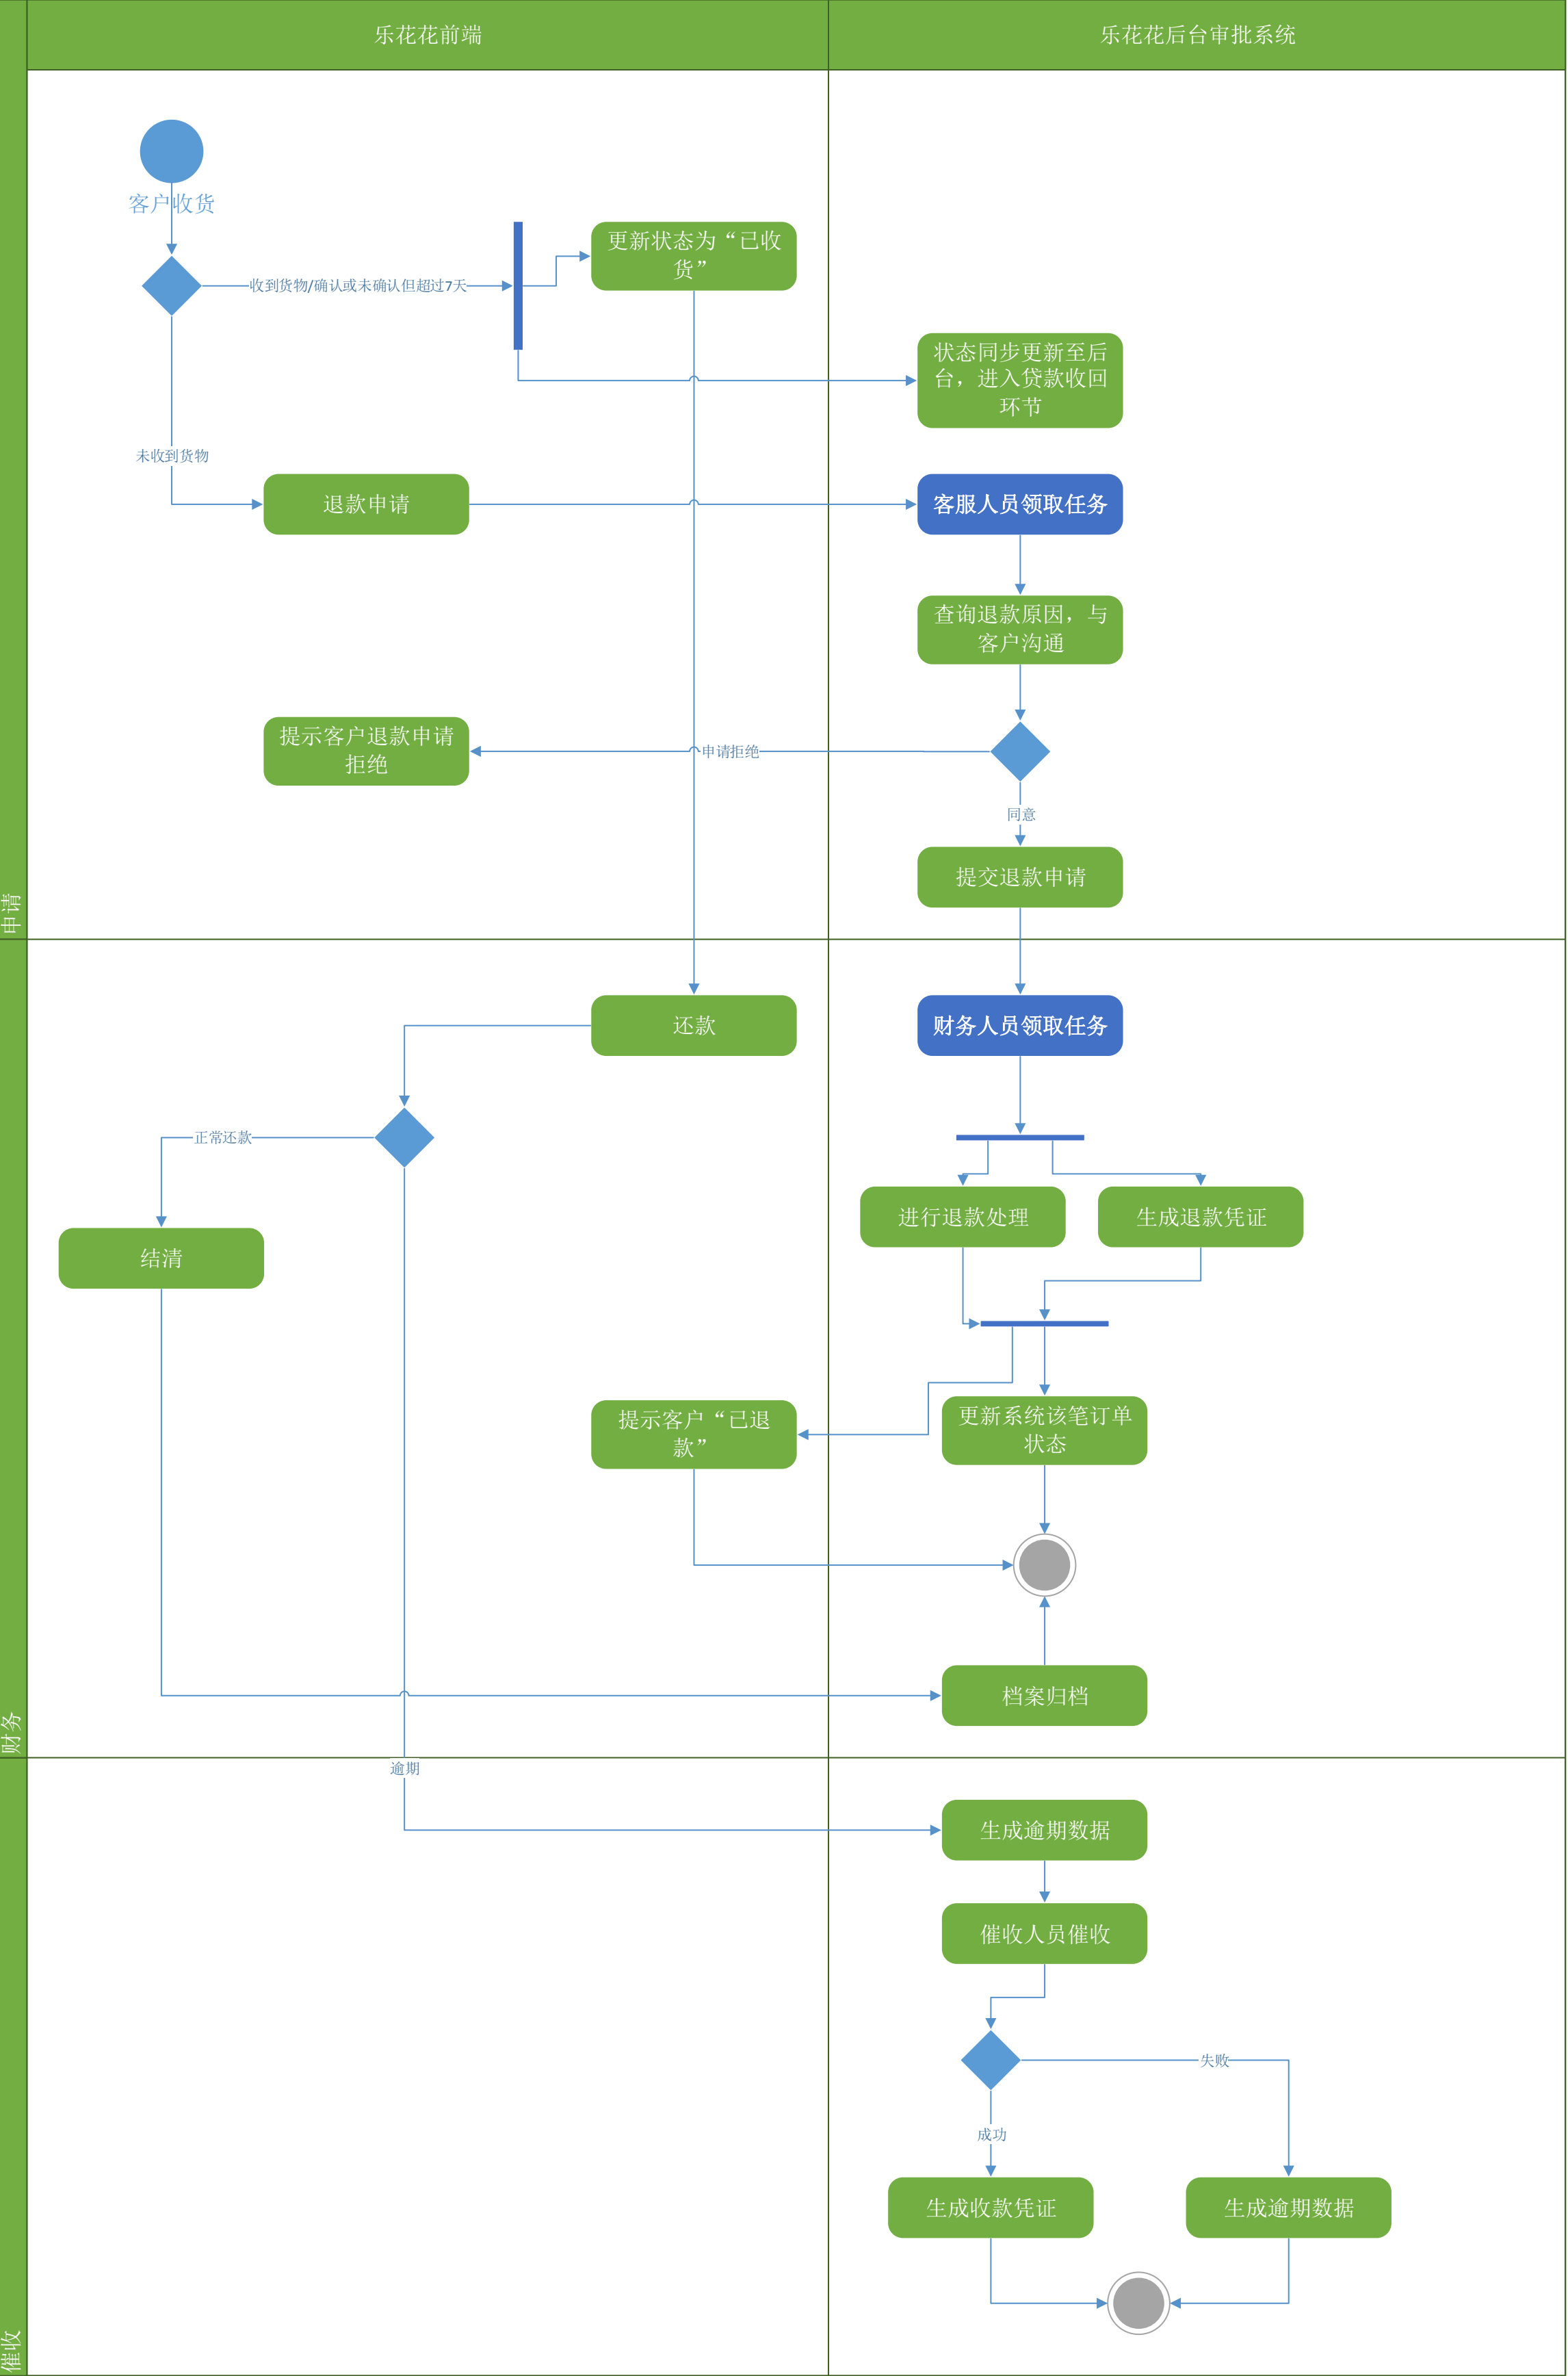 乐花花前端
乐花花后台审批系统
客户收货
更新状态为“已收
货”
收到货物/确认或未确认但超过7天
状态同步更新至后
台，进入贷款收回
环节
未收到货物
退款申请
客服人员领取任务
查询退款原因，与
客户沟通
提示客户退款申请
拒绝
申请拒绝
同意
提交退款申请
申请
还款
财务人员领取任务
正常还款
进行退款处理
生成退款凭证
结清
提示客户“已退
款”
更新系统该笔订单
状态
档案归档
财务
逾期
生成逾期数据
催收人员催收
失败
成功
生成收款凭证
生成逾期数据
催收